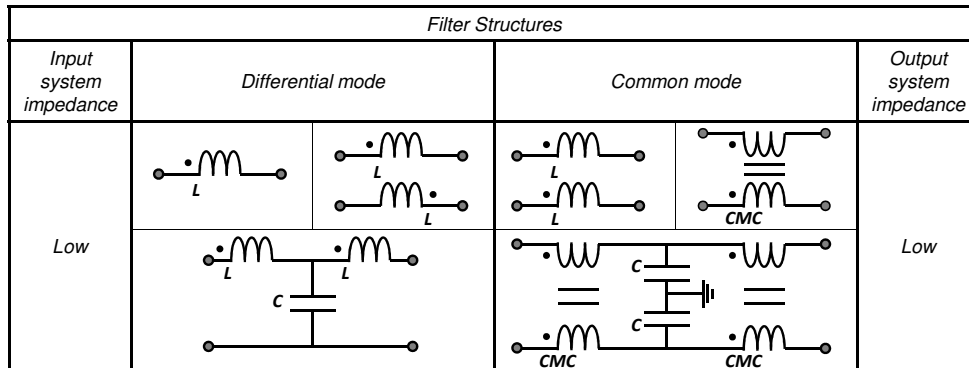 Filter Structures
Input
system
impedance
Differential mode
Common mode
Output
system
impedance
Low
L
L
L
L
L
CMC
L
L
C
C
C
CMC
CMC
Low